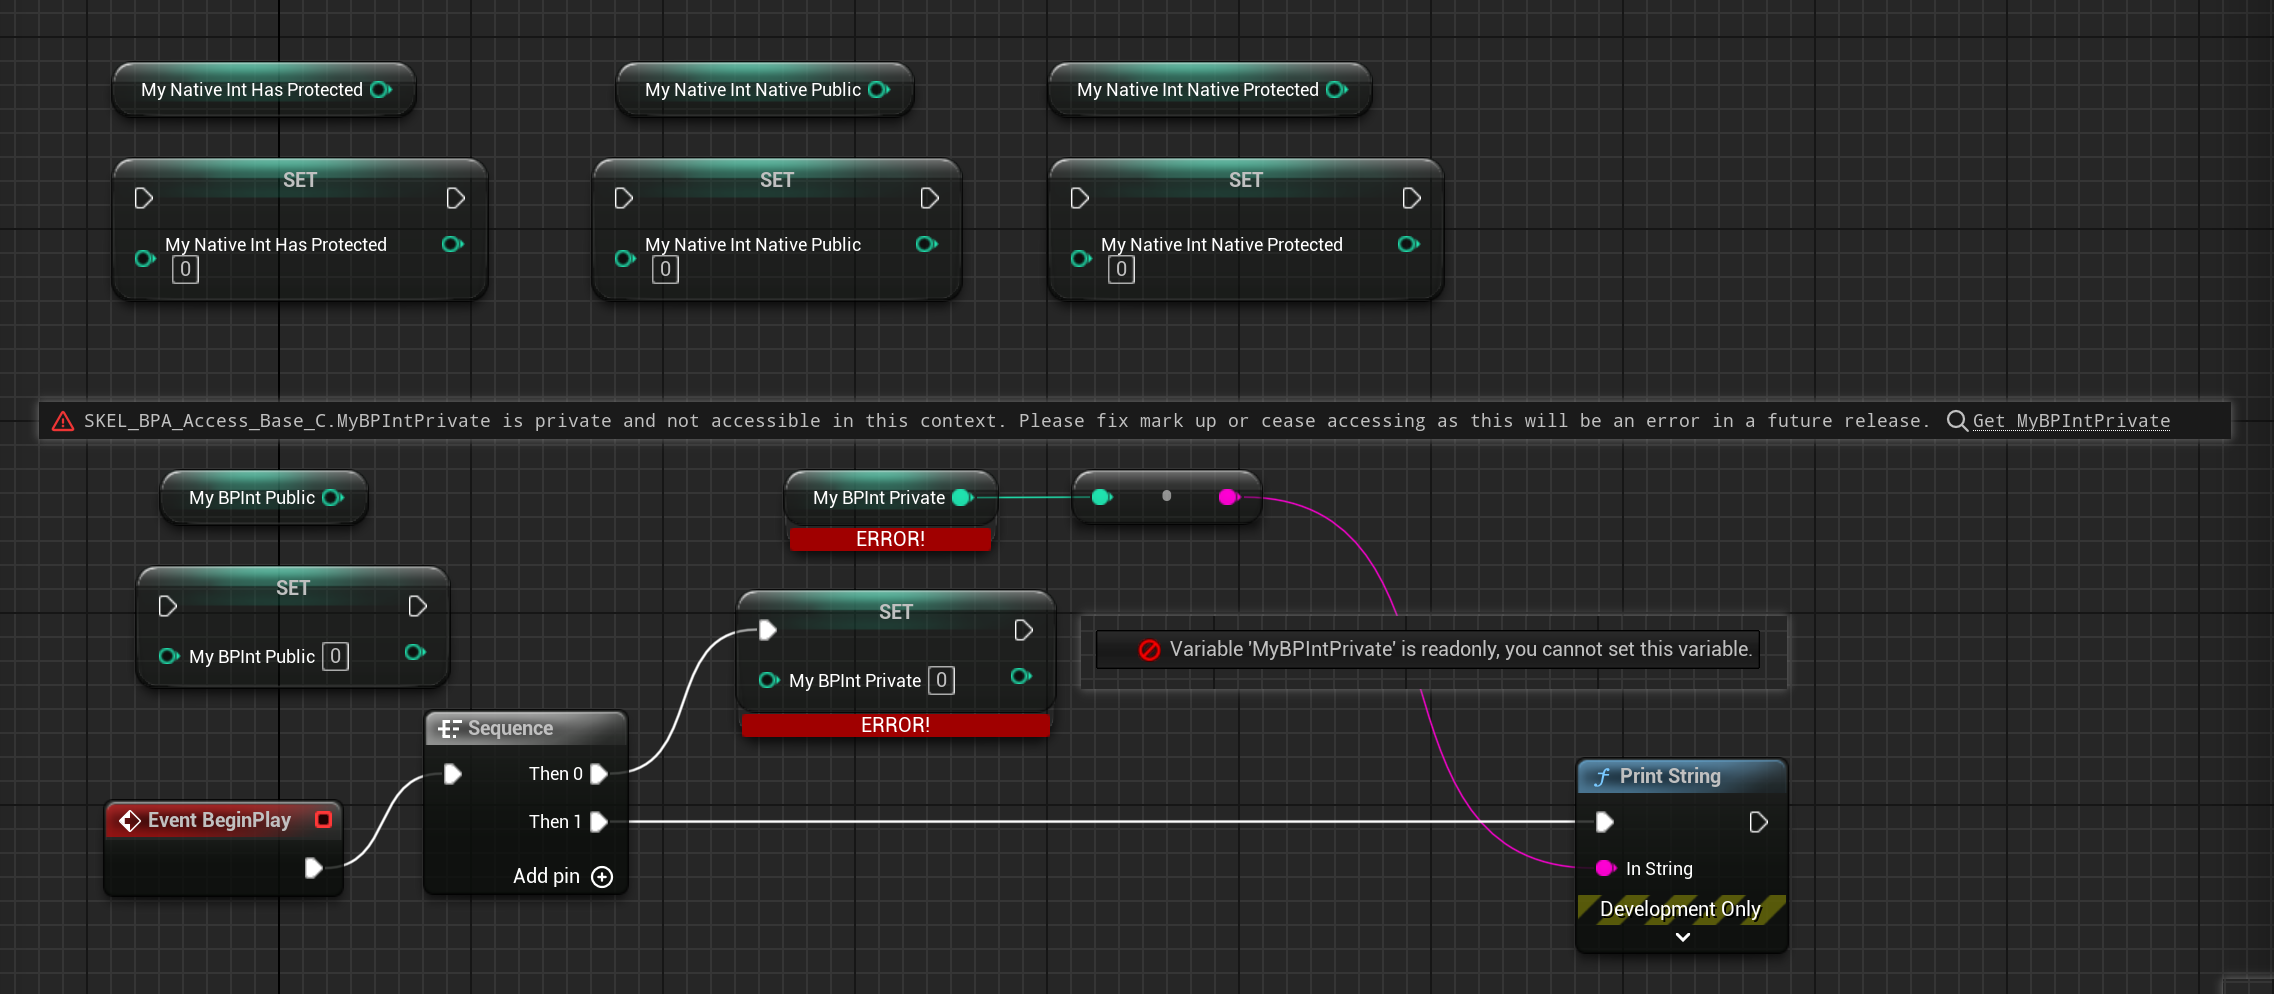 My Native Int Has Protected
My Native Int Native Public
My Native Int Native Protected
SET
My Native Int Has Protected
0
SET
My Native Int Native Public
0
SET
My Native Int Native Protected
0
SKEL_BPA_Access_Base_C.MyBPIntPrivate is private and not accessible in this context. Please fix mark up or cease accessing as this will be an error in a future release. Get MyBPIntPrivate
My BPInt Public
My BPInt Private
ERROR!
SET
My BPInt Public 0
SET
My BPInt Private 0
ERROR!
Variable 'MyBPIntPrivate' is readonly, you cannot set this variable.
Sequence
Then 0
Then 1
Add pin
Event BeginPlay
f Print String
In String
Development Only